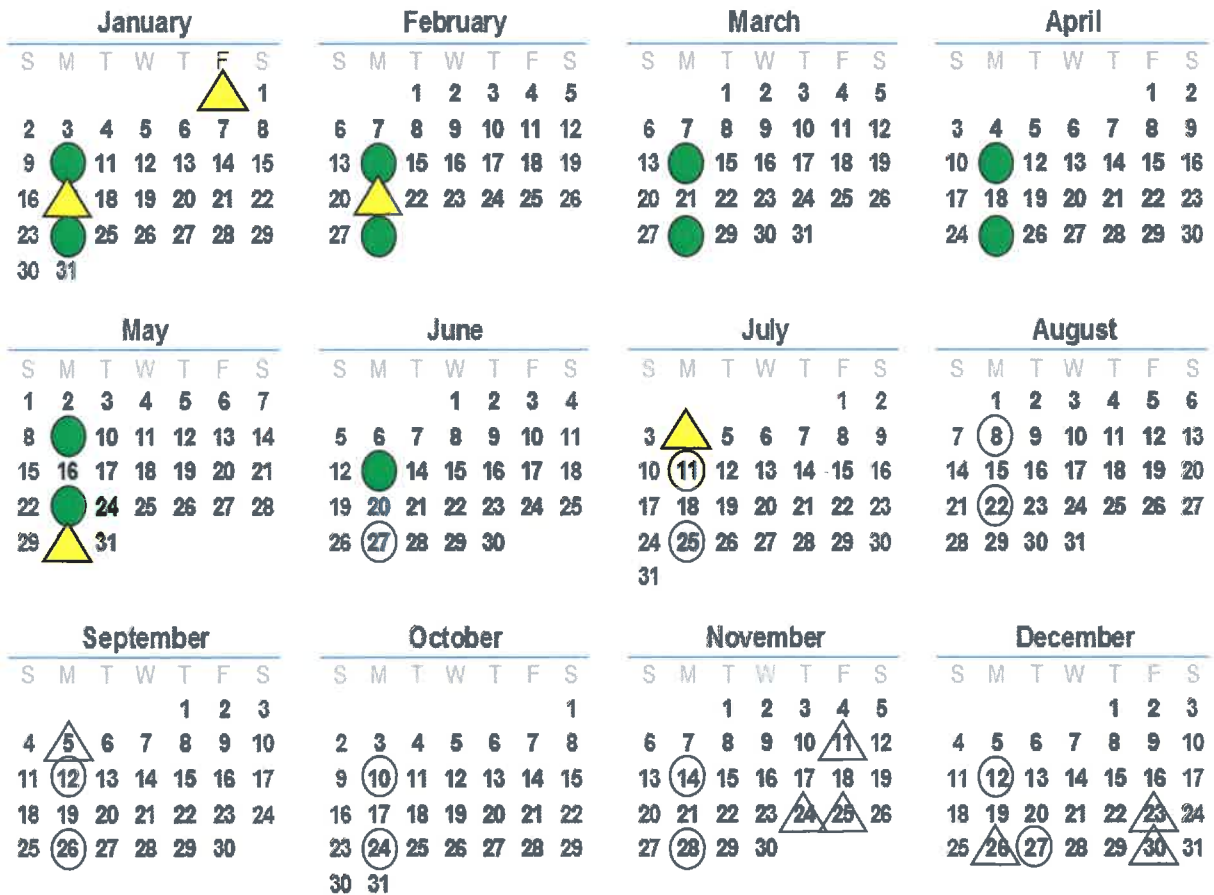 January February March April
S M T W T F S S M T W T F S S M T W T F S S M T W T F S
1 1 2 3 4 5 1 2 3 4 5 1 2
2 3 4 5 6 7 8 6 7 8 9 10 11 12 6 7 8 9 10 11 12 3 4 5 6 7 8 9
9 11 12 13 14 15 13 15 16 17 18 19 13 15 16 17 18 19 10 12 13 14 15 16
16 18 19 20 21 22 20 22 23 24 25 26 20 21 22 23 24 25 26 17 18 19 20 21 22 23
23 25 26 27 28 29 27 27 29 30 31 24 26 27 28 29 30
30 31
May June July August
S M T W T F S S M T W T F S S M T W T F S S M T W T F S
1 2 3 4 5 6 7 1 2 3 4 1 2 1 2 3 4 5 6
8 10 11 12 13 14 5 6 7 8 9 10 11 3 5 6 7 8 9 7 8 9 10 11 12 13
15 16 17 18 19 20 21 12 14 15 16 17 18 10 11 12 13 14 15 16 14 15 16 17 18 19 20
22 24 25 26 27 28 19 20 21 22 23 24 25 17 18 19 20 21 22 23 21 22 23 24 25 26 27
29 31 26 27 28 29 30 24 25 26 27 28 29 30 28 29 30 31
31
September October November December
S M T W T F S S M T W T F S S M T W T F S S M T W T F S
1 2 3 1 1 2 3 4 5 1 2 3
4 5 6 7 8 9 10 2 3 4 5 6 7 8 6 7 8 9 10 11 12 4 5 6 7 8 9 10
11 12 13 14 15 16 17 9 10 11 12 13 14 15 13 14 15 16 17 18 19 11 12 13 14 15 16 17
18 19 20 21 22 23 24 16 17 18 19 20 21 22 20 21 22 23 24 25 26 18 19 20 21 22 23 24
25 26 27 28 29 30 23 24 25 26 27 28 29 27 28 29 30 25 26 27 28 29 30 31
30 31